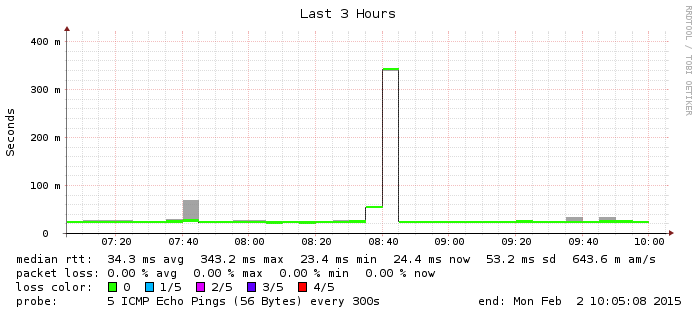 Last 3 Hours
RRDTOOL / TOBI OETIKER
Seconds
400 m
300 m
200 m
100 m
0
07:20 07:40 08:00 08:20 08:40 09:00 09:20 09:40 10:00
median rtt: 34.3 ms avg 343.2 ms max 23.4 ms min 24.4 ms now 53.2 ms sd 643.6 m am/s
packet loss: 0.00 % avg 0.00 % max 0.00 % min 0.00 % now
loss color: 0 1/5 2/5 3/5 4/5
probe: 5 ICMP Echo Pings (56 Bytes) every 300s end: Mon Feb 2 10:05:08 2015